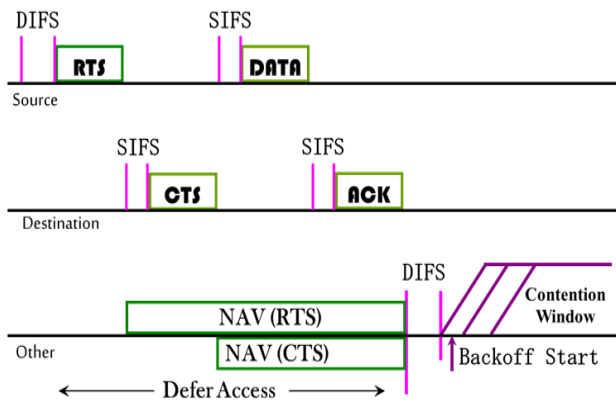 DIFS SIFS
RTS DATA
Source
SIFS SIFS
CTS ACK
Destination
DIFS
NAV (RTS) Contention
Window
Other NAV (CTS) Backoff Start
Defer Access